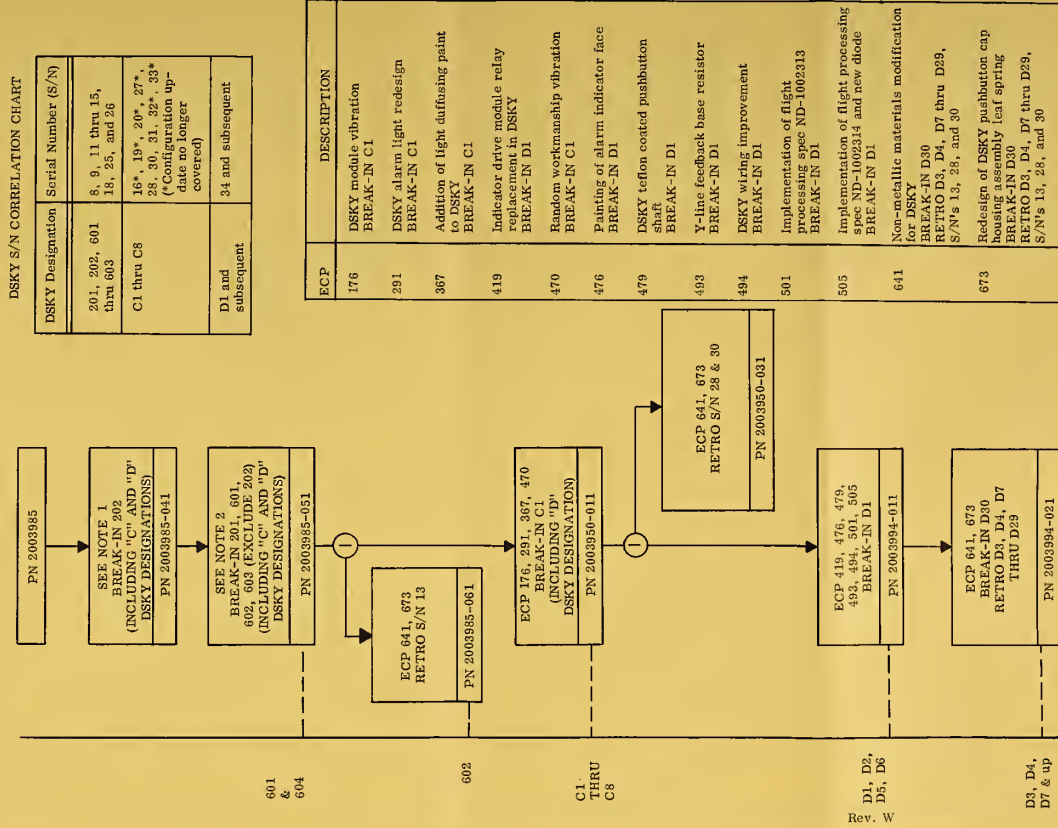 DSKY S/N CORRELATION CHART
DSKY Designation
Serial Number (S/N)
201, 202, 601
thru 603
8, 9, 11 thru 15,
18, 25, and 26
C1 thru C8
16*, 19*, 20*, 27*,
28, 30, 31, 32*, 33*
(*Configuration up-
date no longer
covered)
D1 and
subsequent
34 and subsequent
ECP
DESCRIPTION
176
DSKY module vibration
BREAK-IN C1
291
DSKY alarm light redesign
BREAK-IN C1
367
Addition of light diffusing paint
to DSKY
BREAK-IN C1
419
Indicator drive module relay
replacement in DSKY
BREAK-IN D1
470
Random workmanship vibration
BREAK-IN C1
476
Painting of alarm indicator face
BREAK-IN D1
479
DSKY teflon coated pushbutton
shaft
BREAK-IN D1
493
Y-line feedback base resistor
BREAK-IN D1
494
DSKY wiring improvement
BREAK-IN D1
501
Implementation of flight
processing spec ND-1002313
BREAK-IN D1
505
Implementation of flight processing
spec ND-1002314 and new diode
BREAK-IN D1
641
Non-metallic materials modification
for DSKY
BREAK-IN D30
RETRO D3, D4, D7 thru D29,
S/N's 13, 28, and 30
673
Redesign of DSKY pushbutton cap
housing assembly leaf spring
BREAK-IN D30
RETRO D3, D4, D7 thru D29,
S/N's 13, 28, and 30
PN 2003985
SEE NOTE 1
BREAK-IN 202
(INCLUDING "C" AND "D"
DSKY DESIGNATIONS)
PN 2003985-041
SEE NOTE 2
BREAK-IN 201, 601,
602, 603 (EXCLUDE 202)
(INCLUDING "C" AND "D"
DSKY DESIGNATIONS)
PN 2003985-051
601
&
604
ECP 641, 673
RETRO S/N 13
PN 2003985-061
602
ECP 176, 291, 367, 470
BREAK-IN C1
(INCLUDING "D"
DSKY DESIGNATION)
PN 2003950-011
C1
THRU
C8
ECP 641, 673
RETRO S/N 28 & 30
PN 2003950-031
ECP 419, 476, 479,
493, 494, 501, 505
BREAK-IN D1
PN 2003994-011
D1, D2,
D5, D6
Rev. W
ECP 641, 673
BREAK-IN D30
RETRO D3, D4, D7
THRU D29
PN 2003994-021
D3, D4,
D7 & up